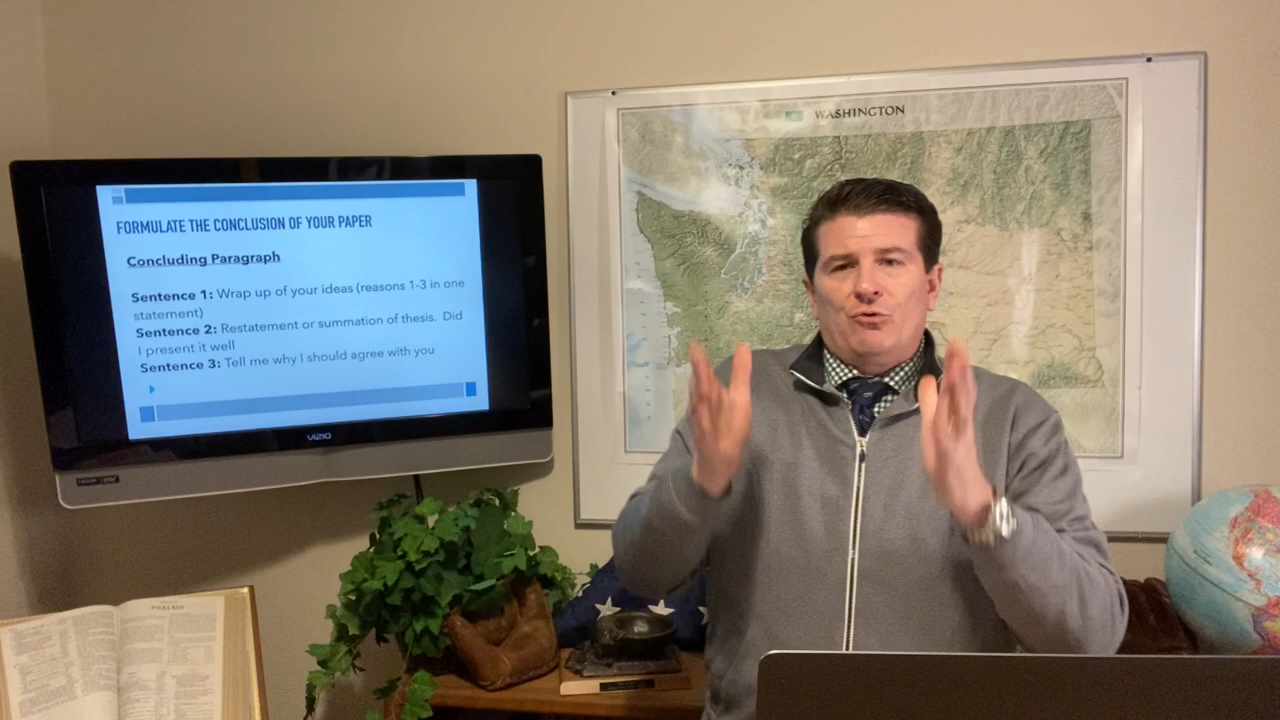 WASHINGTON
FORMULATE THE CONCLUSION OF YOUR PAPER
Concluding Paragraph
Sentence 1: Wrap up of your ideas (reasons 1-3 in one
statement)
Sentence 2: Restatement or summation of thesis. Did
I present it well
Sentence 3: Tell me why I should agree with you
VIZIO
PSALMS